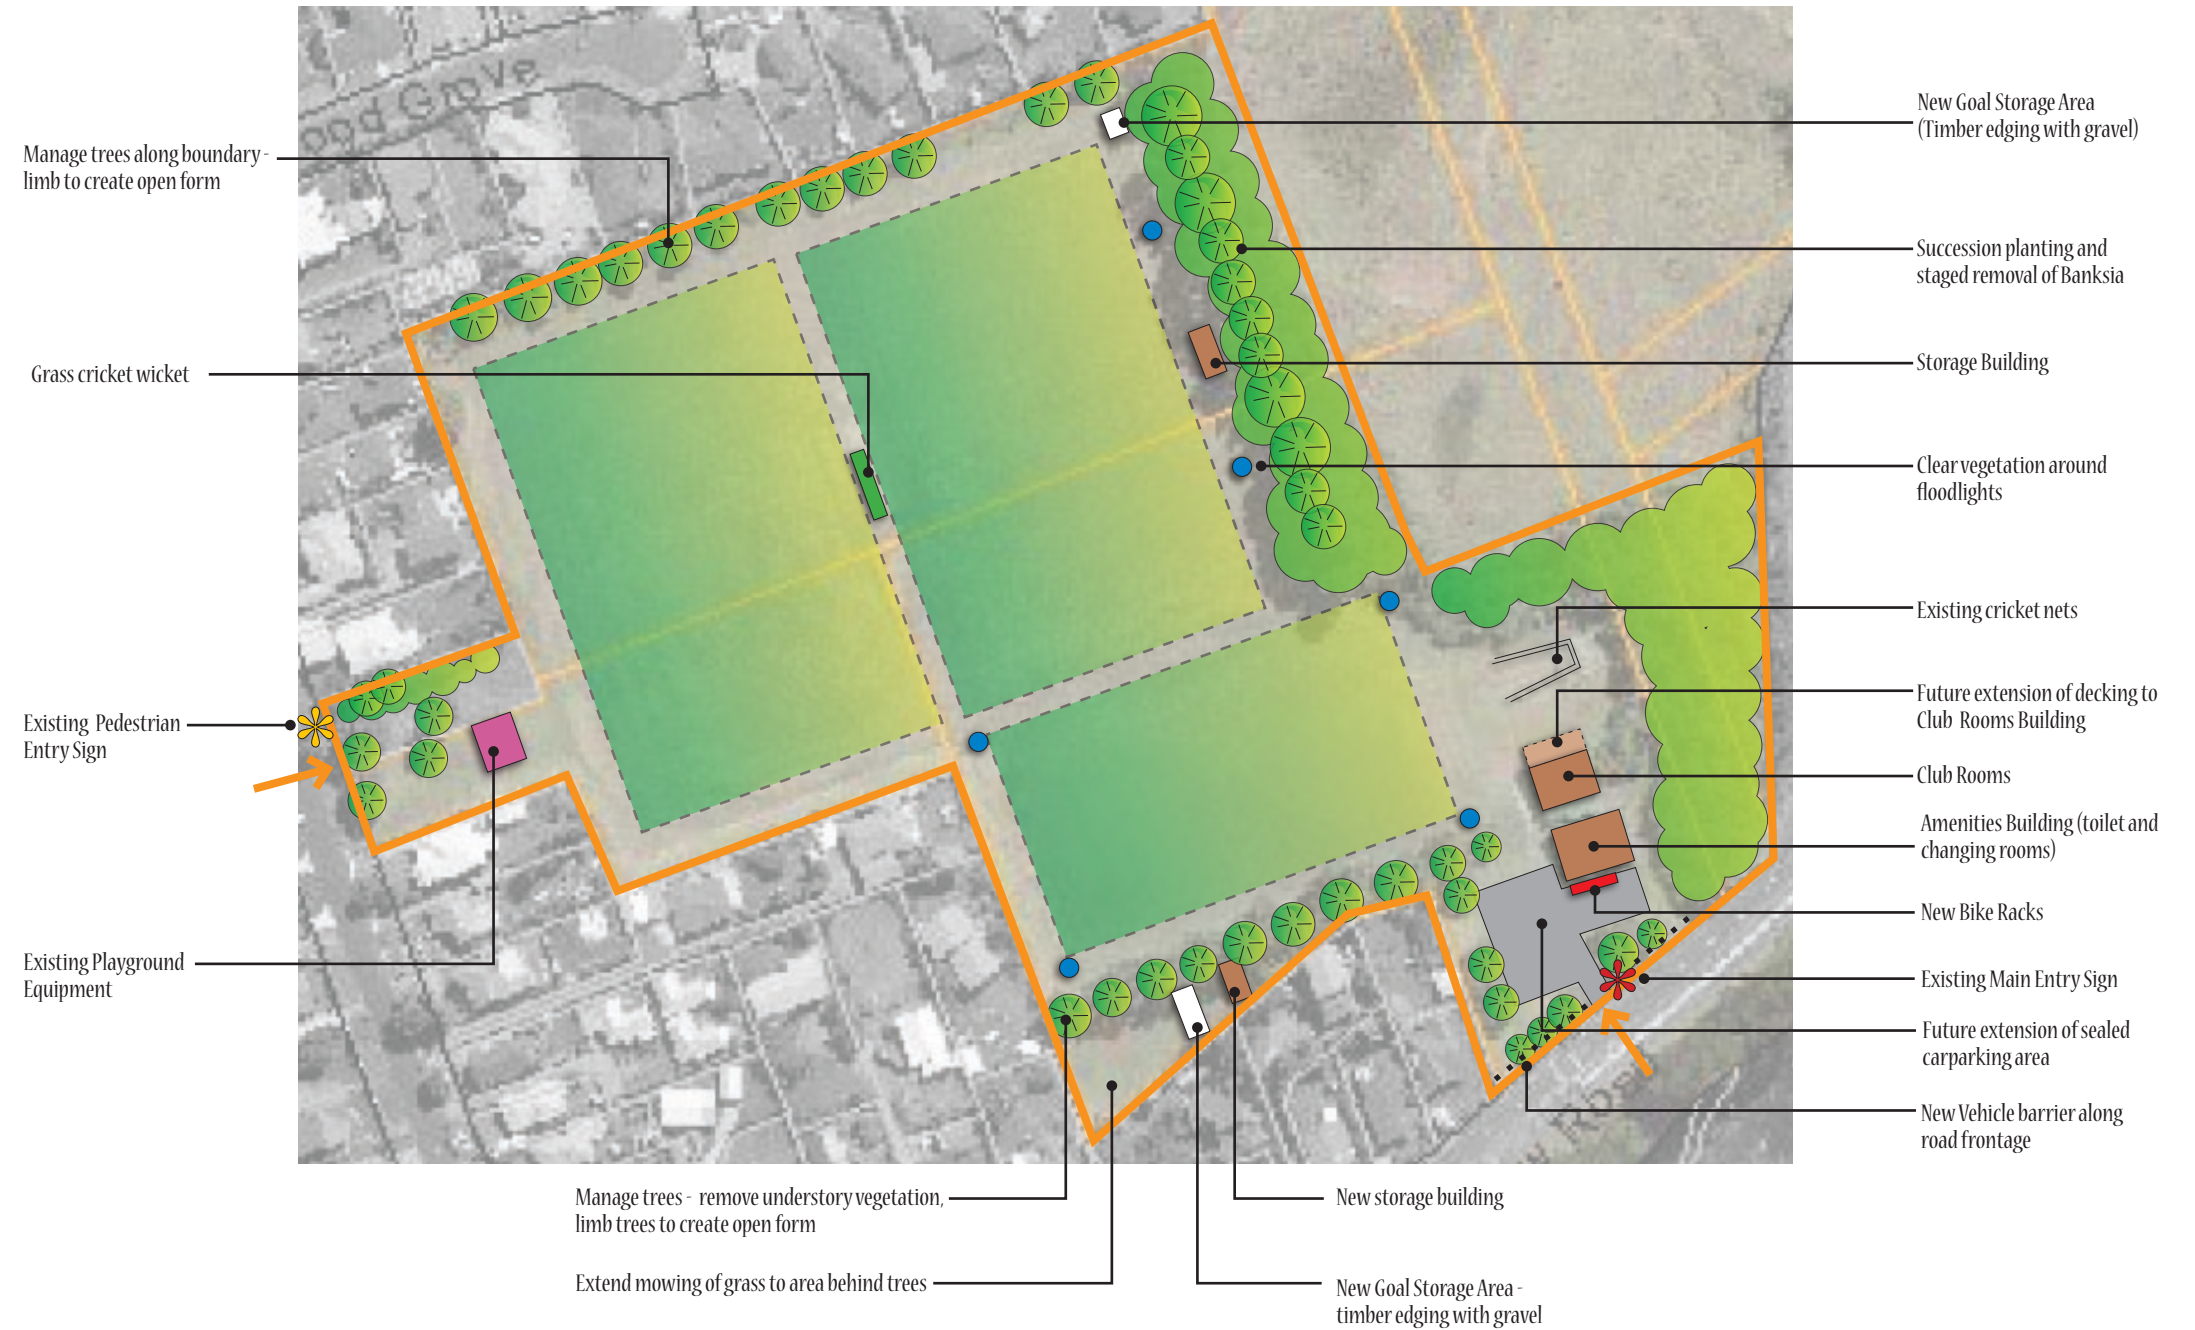 ood Grove
Manage trees along boundary -
limb to create open form
Grass cricket wicket
Existing Pedestrian
Entry Sign
Existing Playground
Equipment
New Goal Storage Area
(Timber edging with gravel)
Succession planting and
staged removal of Banksia
Storage Building
Clear vegetation around
floodlights
Existing cricket nets
Future extension of decking to
Club Rooms Building
Club Rooms
Amenities Building (toilet and
changing rooms)
New Bike Racks
Existing Main Entry Sign
Future extension of sealed
carparking area
New Vehicle barrier along
road frontage
Manage trees - remove understory vegetation,
limb trees to create open form
Extend mowing of grass to area behind trees
New storage building
New Goal Storage Area -
timber edging with gravel